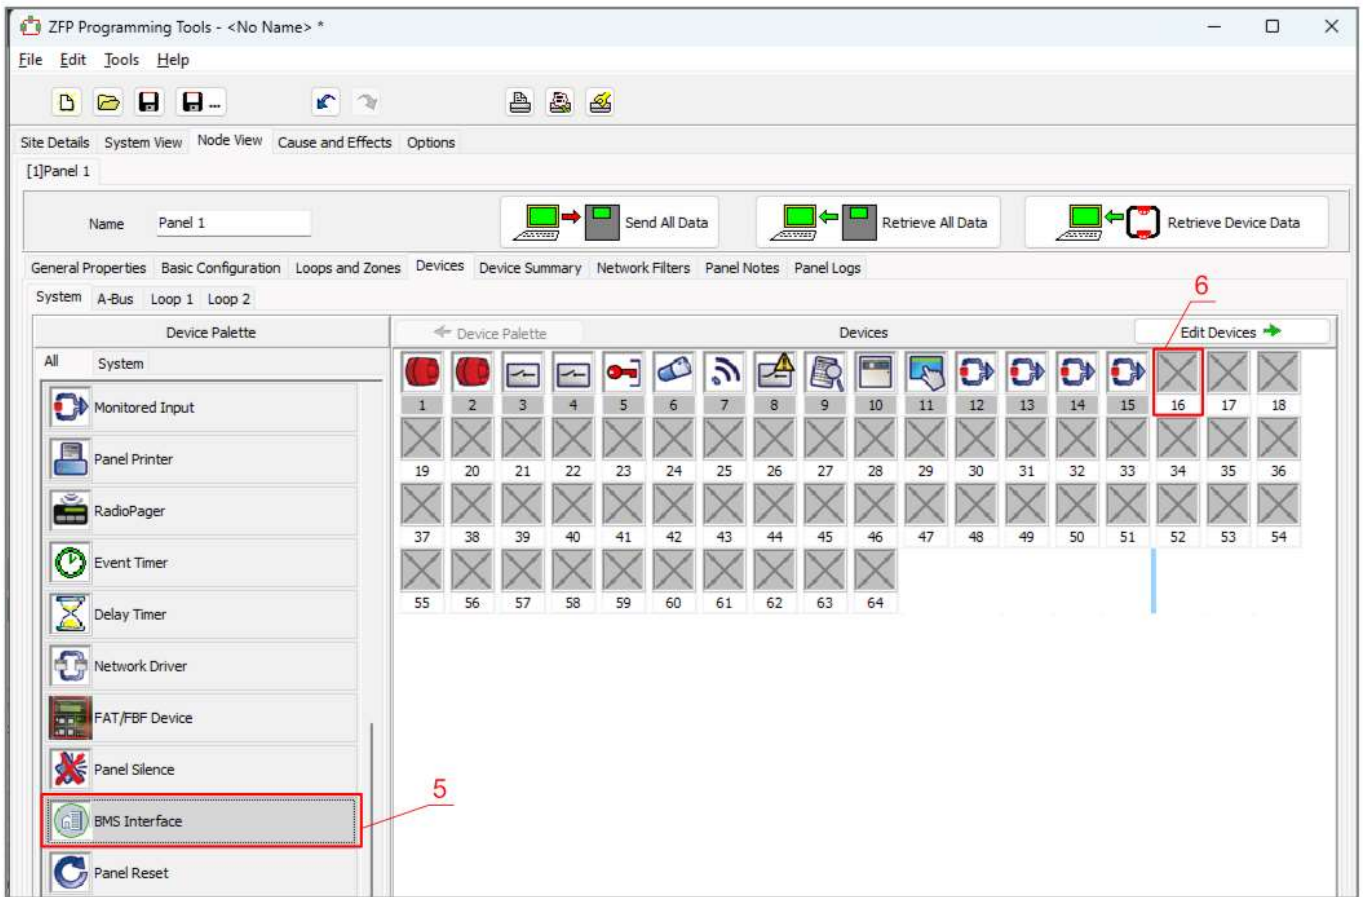 ZFP Programming Tools - <No Name> *
File Edit Tools Help
...
Site Details System View Node View Cause and Effects Options
[1]Panel 1
Name Panel 1 Send All Data Retrieve All Data Retrieve Device Data
General Properties Basic Configuration Loops and Zones Devices Device Summary Network Filters Panel Notes Panel Logs
System A-Bus Loop 1 Loop 2
6
Device Palette Device Palette Devices Edit Devices
All System
Monitored Input
1 2 3 4 5 6 7 8 9 10 11 12 13 14 15 16 17 18
Panel Printer
19 20 21 22 23 24 25 26 27 28 29 30 31 32 33 34 35 36
RadioPager
37 38 39 40 41 42 43 44 45 46 47 48 49 50 51 52 53 54
Event Timer
55 56 57 58 59 60 61 62 63 64
Delay Timer
Network Driver
FAT/FBF Device
Panel Silence
5
BMS Interface
Panel Reset